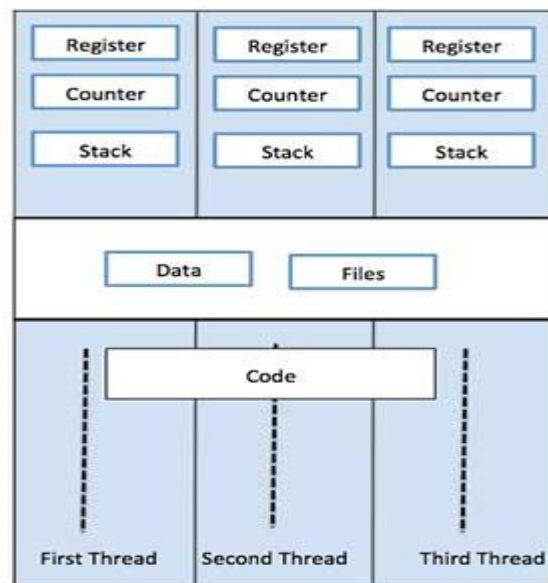 Register Register Register
Counter Counter Counter
Stack Stack Stack
Data Files
Code
First Thread Second Thread Third Thread